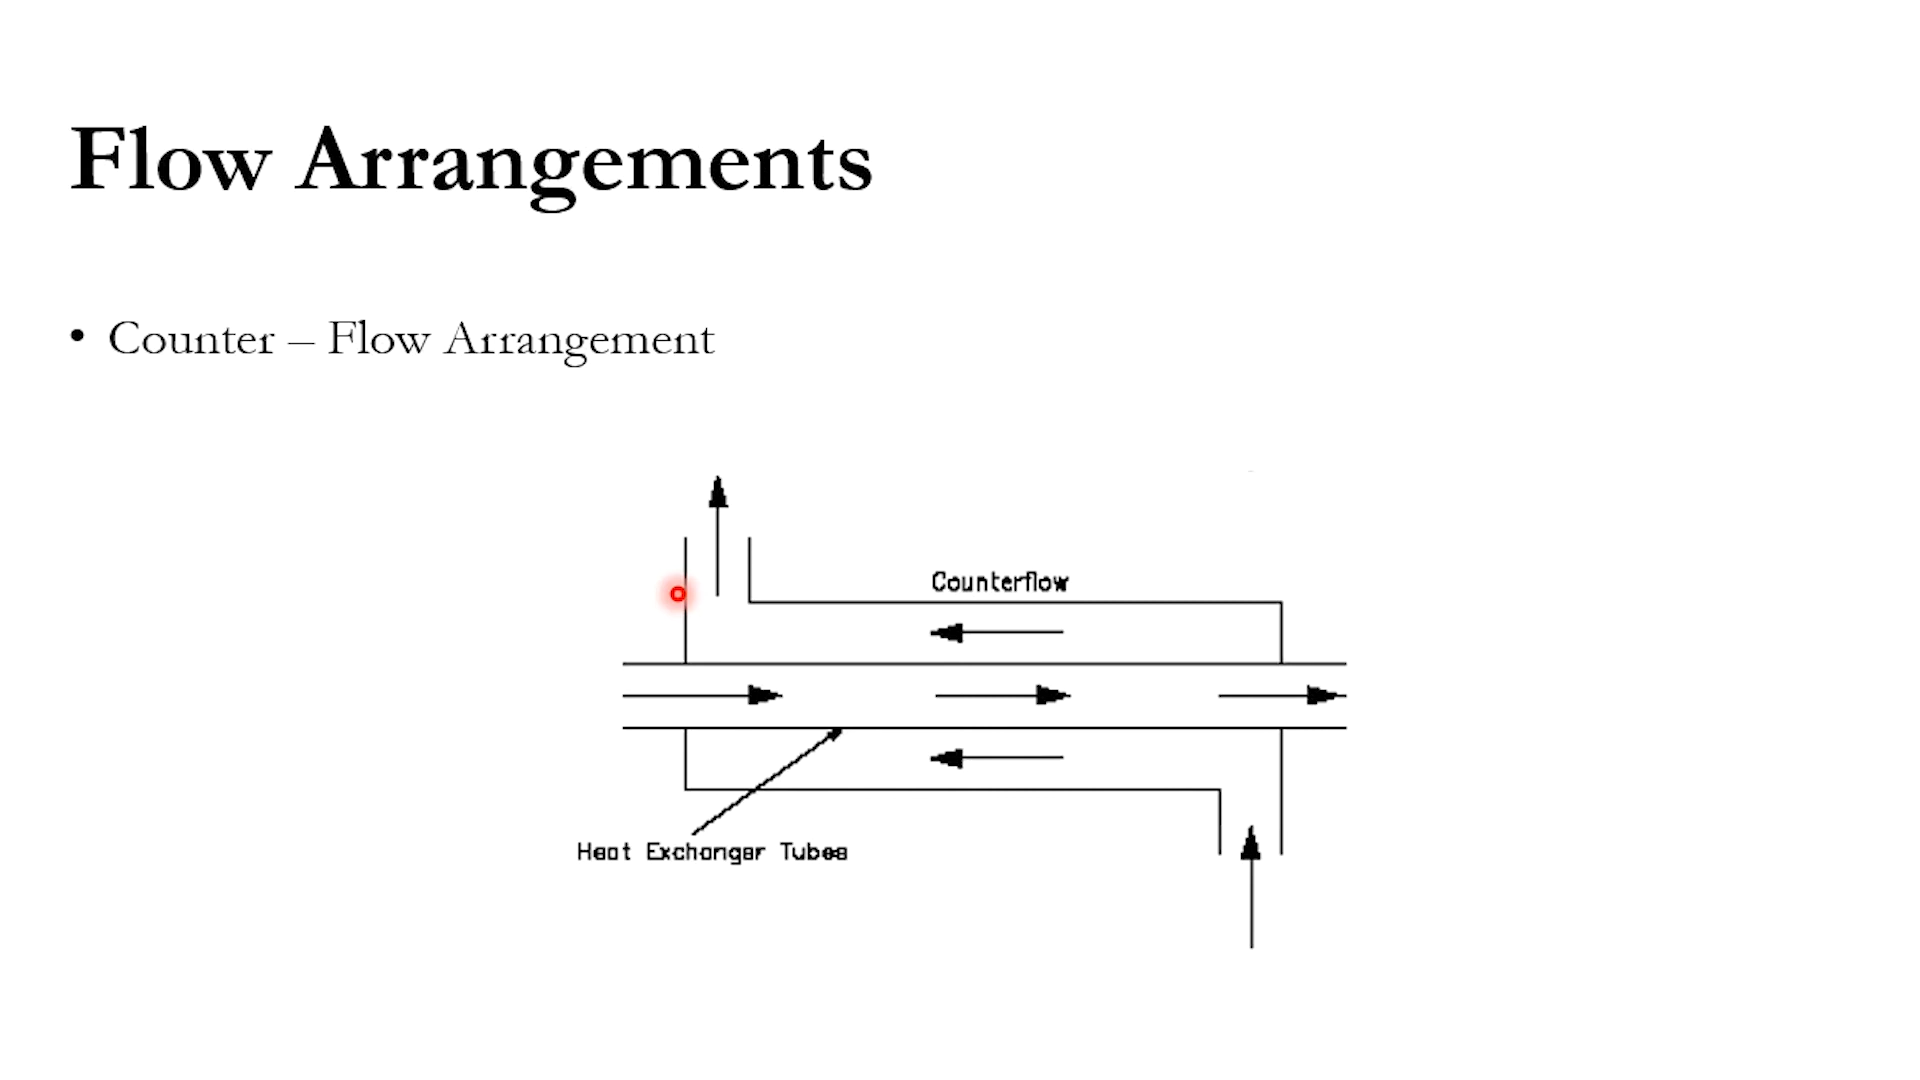 Flow Arrangements
• Counter – Flow Arrangement
Counterflow
Heat Exchanger Tubes